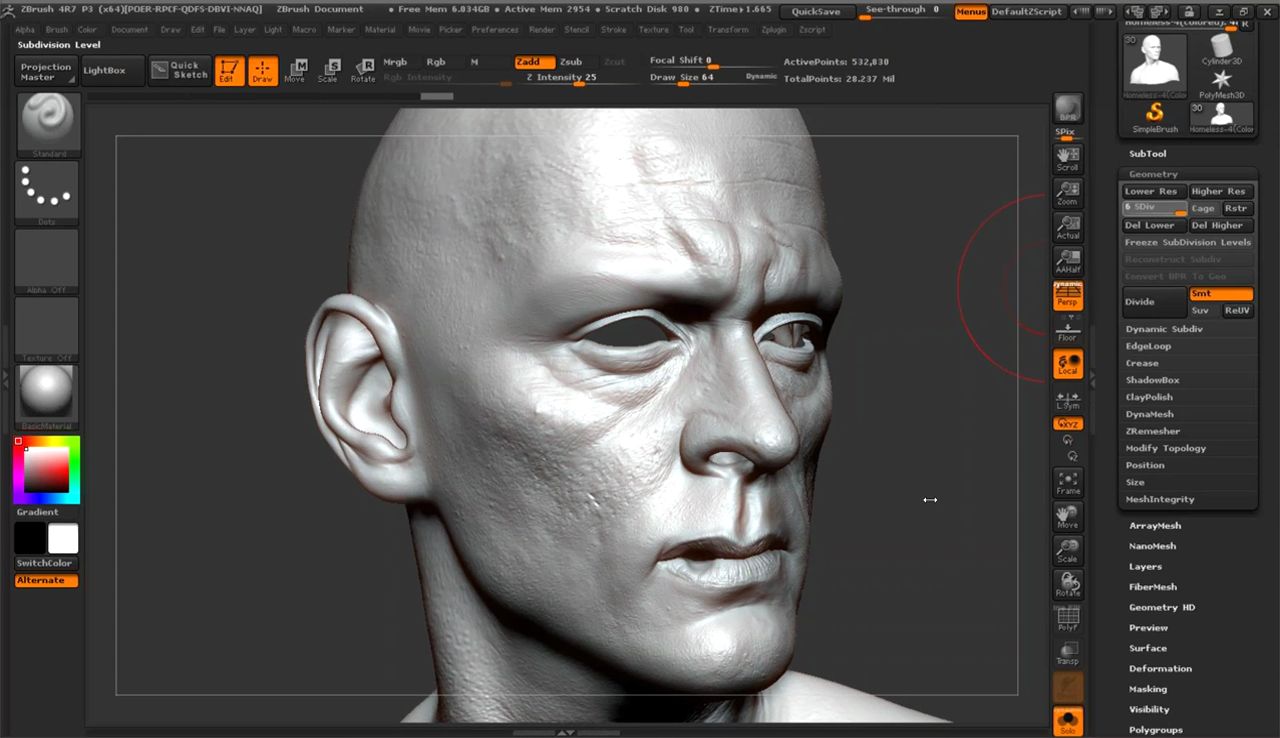 ZBrush 4R7 P3 (x64)[POER-RPCF-QDFS-DBVI-NNAQ] ZBrush Document • Free Mem 6.034GB • Active Mem 2954 • Scratch Disk 980 • ZTime▸1.665 QuickSave See-through 0 Menus DefaultZScript
Alpha Brush Color Document Draw Edit File Layer Light Macro Marker Material Movie Picker Preferences Render Stencil Stroke Texture Tool Transform Zplugin Zscript
Subdivision Level
Projection Master
LightBox
Quick Sketch
Edit
Draw
Move
Scale
Rotate
Mrgb Rgb M
Rgb Intensity
Zadd Zsub Zcut
Z Intensity 25
Focal Shift 0
Draw Size 64 Dynamic
ActivePoints: 532,830
TotalPoints: 28.237 Mil
Standard
Dots
Alpha Off
Texture Off
BasicMaterial
Gradient
SwitchColor
Alternate
BPR
SPix
Scroll
Zoom
Actual
AAHalf
Dynamic
Persp
Floor
Local
L.Sym
XYZ
Frame
Move
Scale
Rotate
Line Fill
PolyF
Transp
Dynamic
Solo
Homeless-4(Colored). 4 R
30
Cylinder3D
Homeless-4(Colo
PolyMesh3D
SimpleBrush
30
Homeless-4(Color
SubTool
Geometry
Lower Res Higher Res
6 SDiv Cage Rstr
Del Lower Del Higher
Freeze SubDivision Levels
Reconstruct Subdiv
Convert BPR To Geo
Divide Smt
Suv ReUV
Dynamic Subdiv
EdgeLoop
Crease
ShadowBox
ClayPolish
DynaMesh
ZRemesher
Modify Topology
Position
Size
MeshIntegrity
ArrayMesh
NanoMesh
Layers
FiberMesh
Geometry HD
Preview
Surface
Deformation
Masking
Visibility
Polygroups